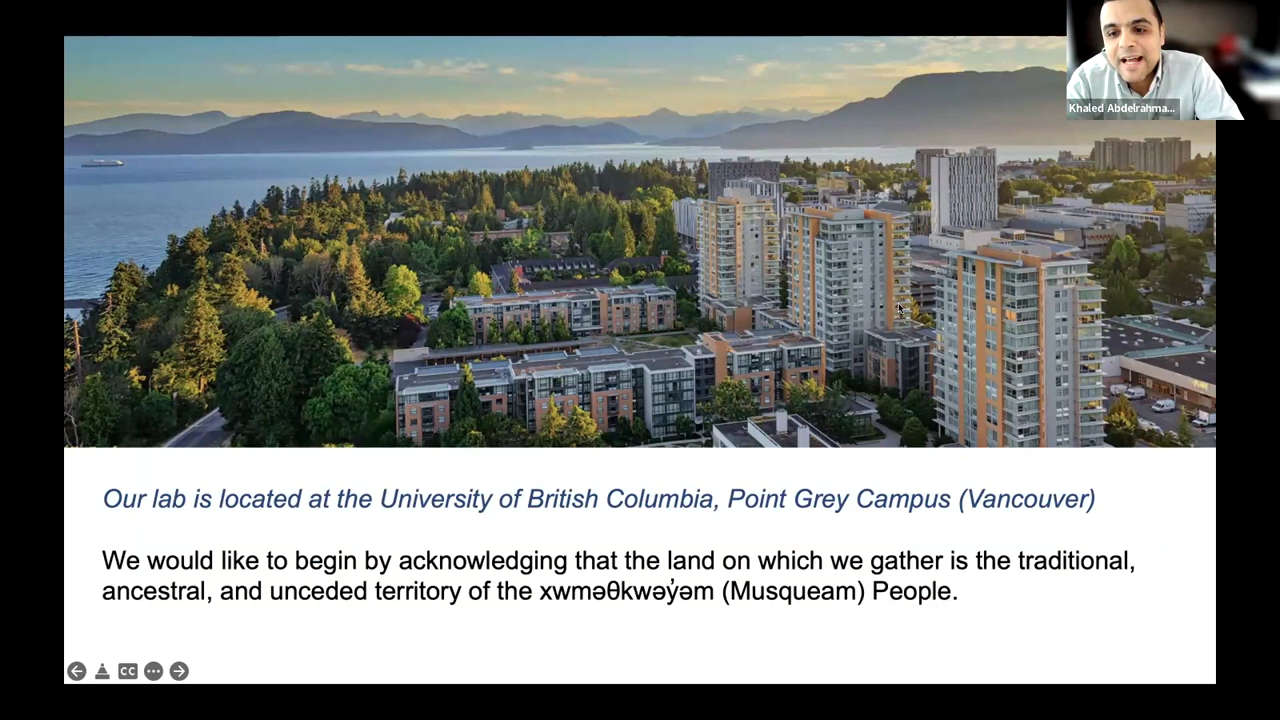 Khaled Abdelrahma...
Our lab is located at the University of British Columbia, Point Grey Campus (Vancouver)
We would like to begin by acknowledging that the land on which we gather is the traditional,
ancestral, and unceded territory of the xwməθkwəy̓əm (Musqueam) People.
CC